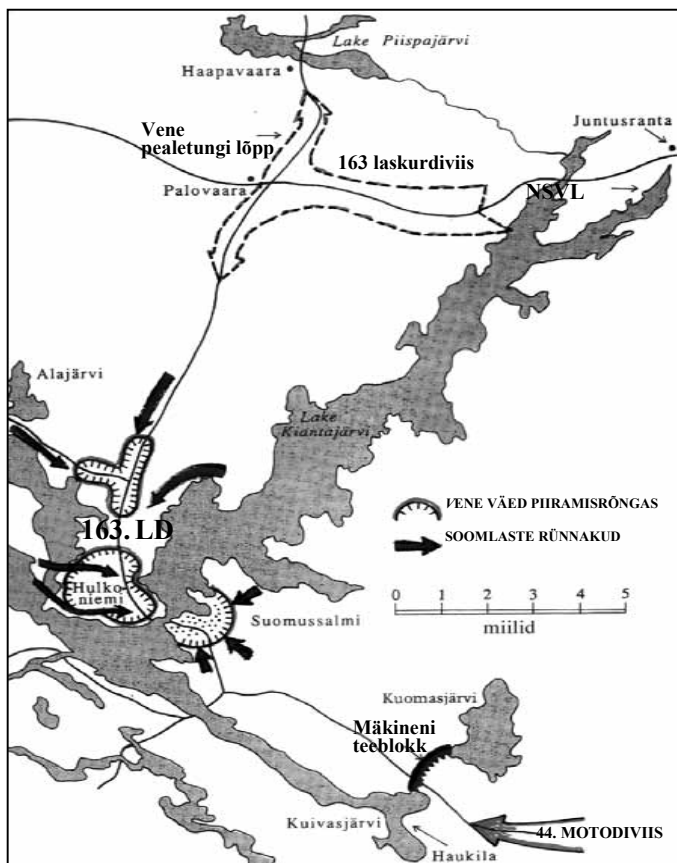 Lake Piispajärvi
Haapavaara
Vene
pealetungi lõpp
Juntusranta
163 laskurdiviis
NSVL
Palovaara
Alajärvi
Lake
Kiantajärvi
VENE VÄED PIIRAMISRÕNGAS
SOOMLASTE RÜNNAKUD
163. LD
Hulko-
niemi
Suomussalmi
0 1 2 3 4 5
miilid
Kuomasjärvi
Mäkineni
teeblokk
Kuivasjärvi
44. MOTODIVIIS
Haukila